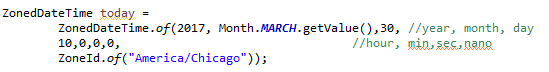 ZonedDateTime today =
ZonedDateTime.of(2017, Month.MARCH.getValue(),30, //year, month, day
10,0,0,0, //hour, min,sec,nano
ZoneId.of("America/Chicago"));